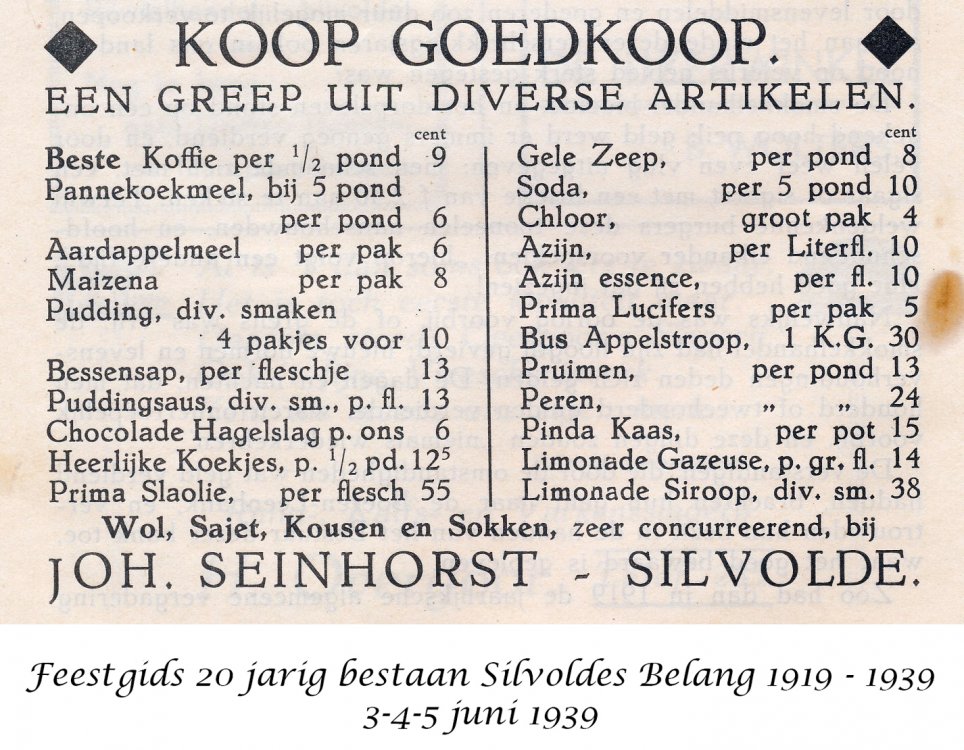 KOOP - GOEDKOOP.
EEN GREEP UIT DIVERSE ARTIKELEN.
cent
Beste Koffie per 1/2 pond 9
Pannekoekmeel, bij 5 pond
per pond 6
Aardappelmeel per pak 6
Maizena per pak 8
Pudding, div. smaken
4 pakjes voor 10
Bessensap, per fleschje 13
Puddingsaus, div. sm., p. fl. 13
Chocolade Hagelslag p. ons 6
Heerlijke Koekjes, p. 1/2 pd. 12⁵
Prima Slaolie, per flesch 55
cent
Gele Zeep, per pond 8
Soda, per 5 pond 10
Chloor, groot pak 4
Azijn, per Literfl. 10
Azijn essence, per fl. 10
Prima Lucifers per pak 5
Bus Appelstroop, 1 K.G. 30
Pruimen, per pond 13
Peren, „ „ 24
Pinda Kaas, per pot 15
Limonade Gazeuse, p. gr. fl. 14
Limonade Siroop, div. sm. 38
Wol, Sajet, Kousen en Sokken, zeer concurreerend, bij
JOH. SEINHORST - SILVOLDE.
Feestgids 20 jarig bestaan Silvoldes Belang 1919 - 1939
3-4-5 juni 1939